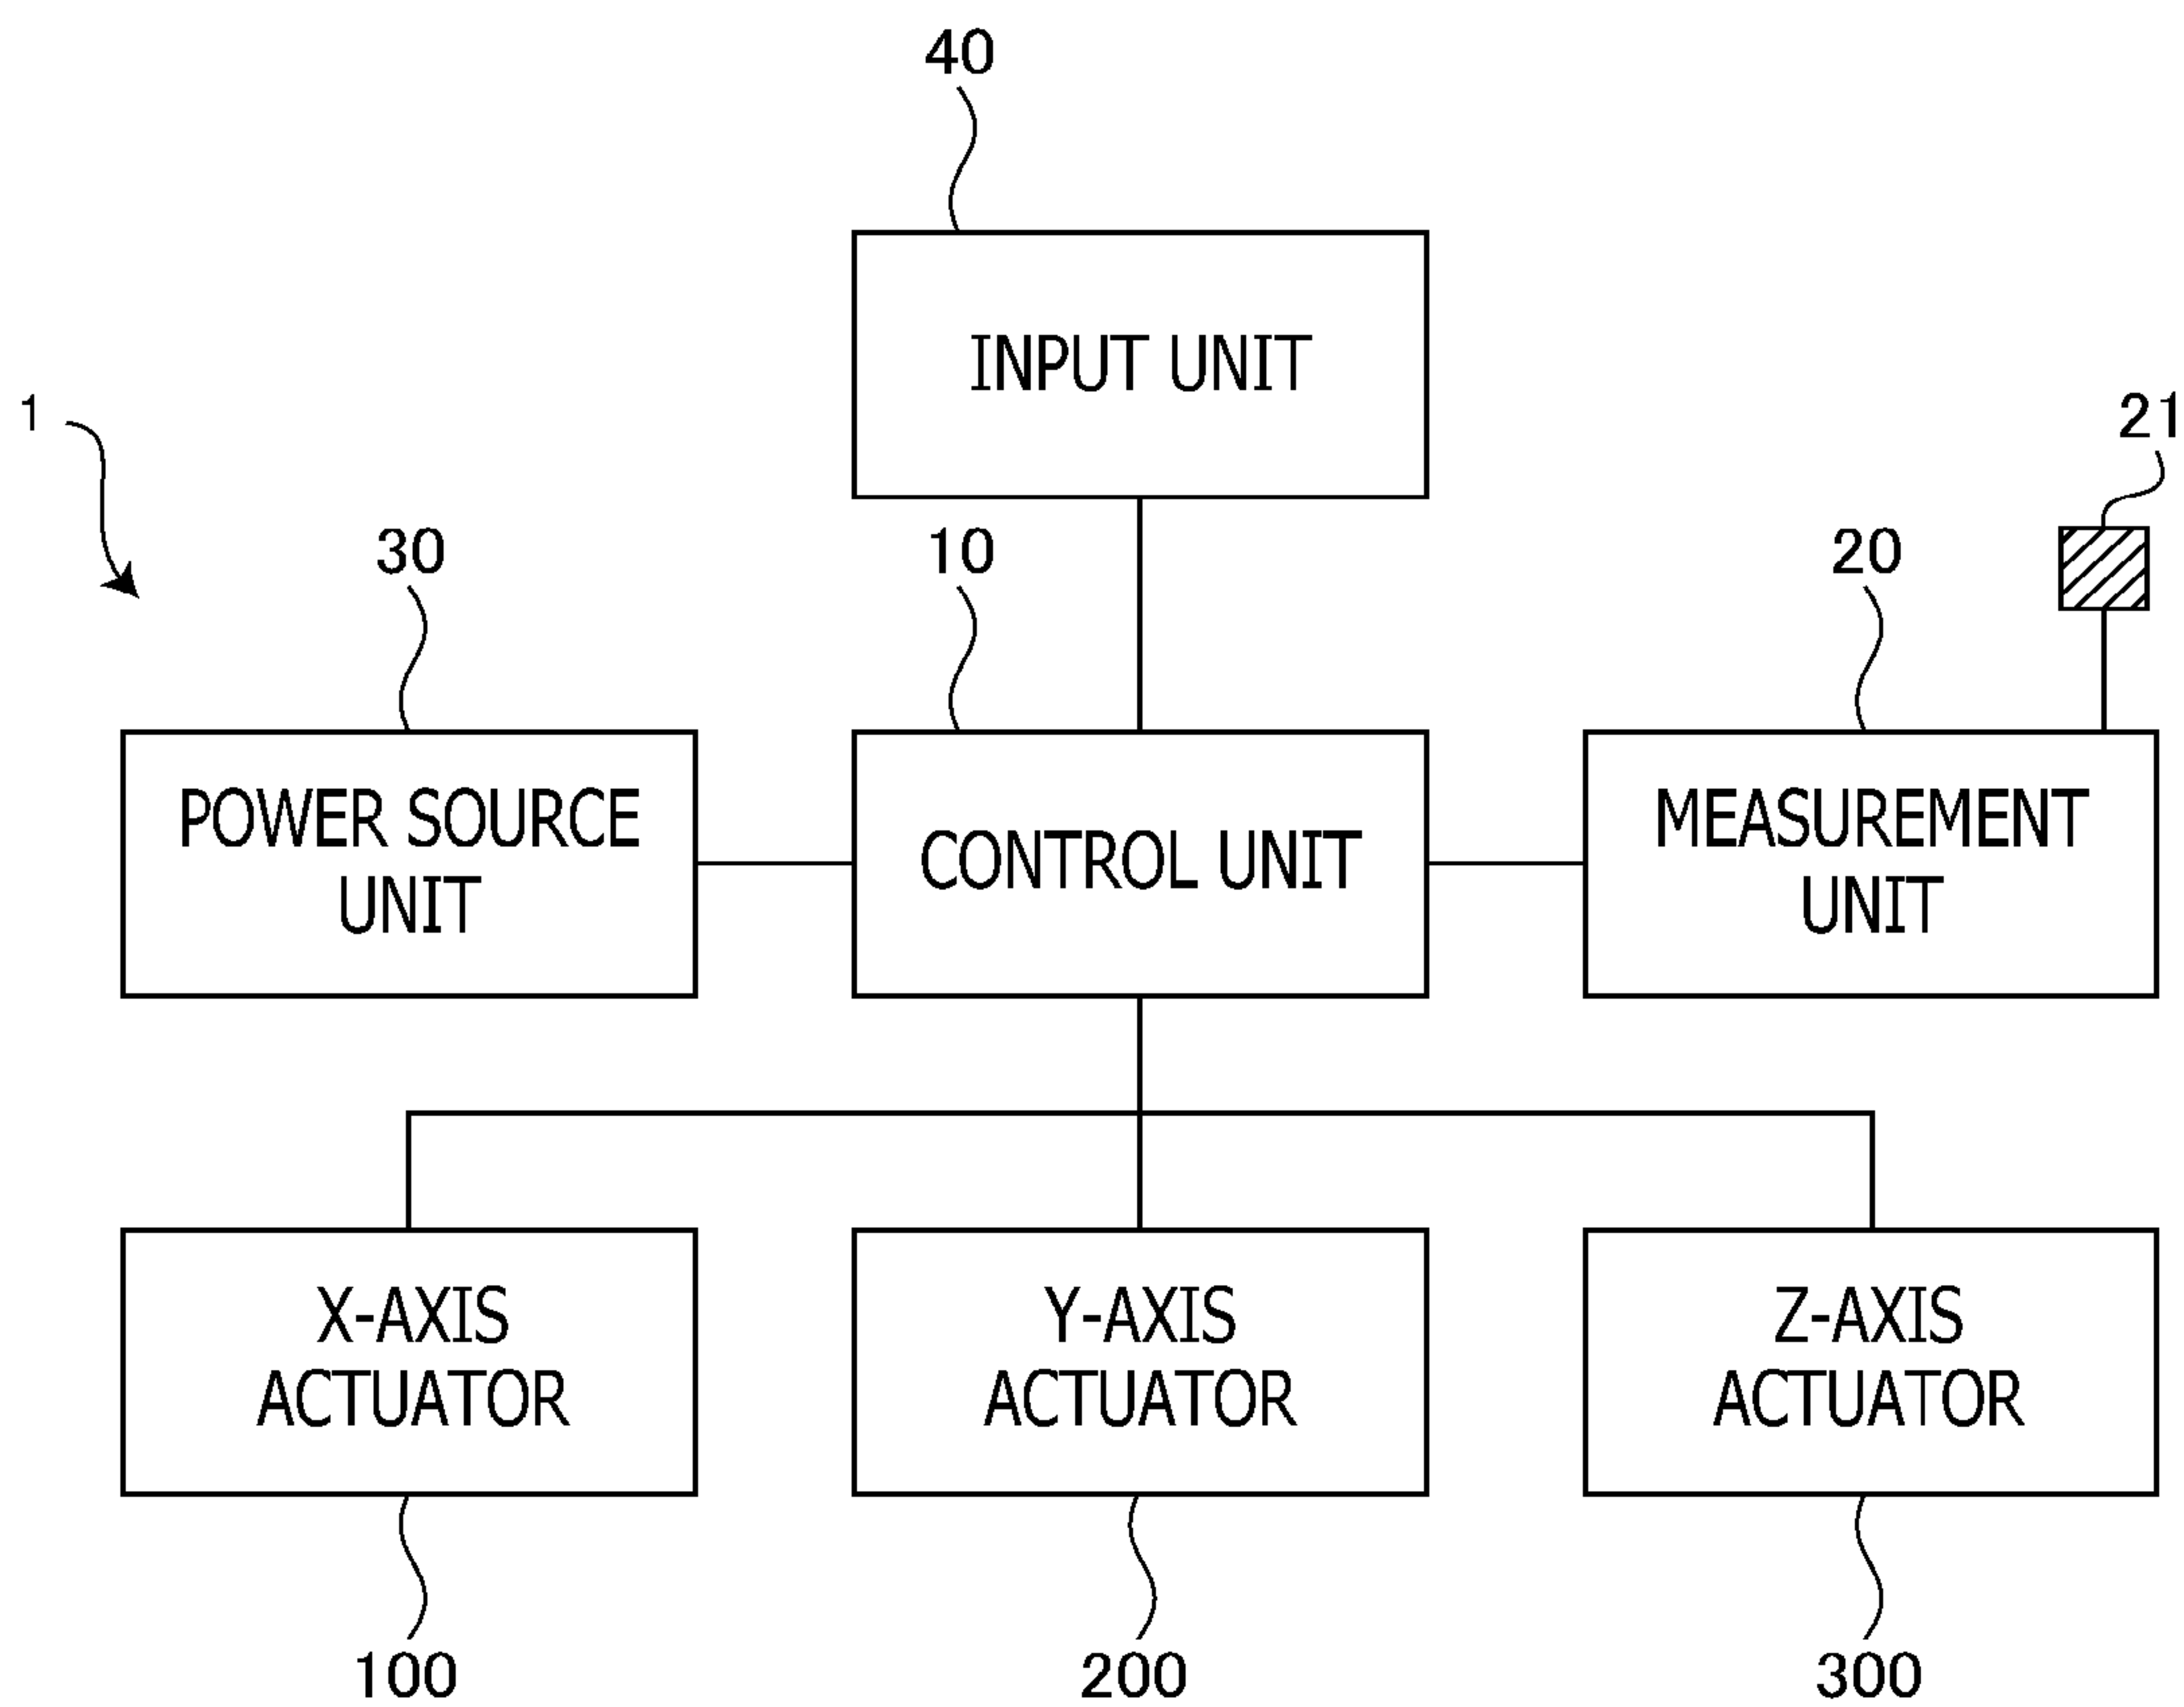 40
INPUT UNIT
1
21
30
10
20
POWER SOURCE
UNIT
CONTROL UNIT
MEASUREMENT
UNIT
X-AXIS
ACTUATOR
Y-AXIS
ACTUATOR
Z-AXIS
ACTUATOR
100
200
300